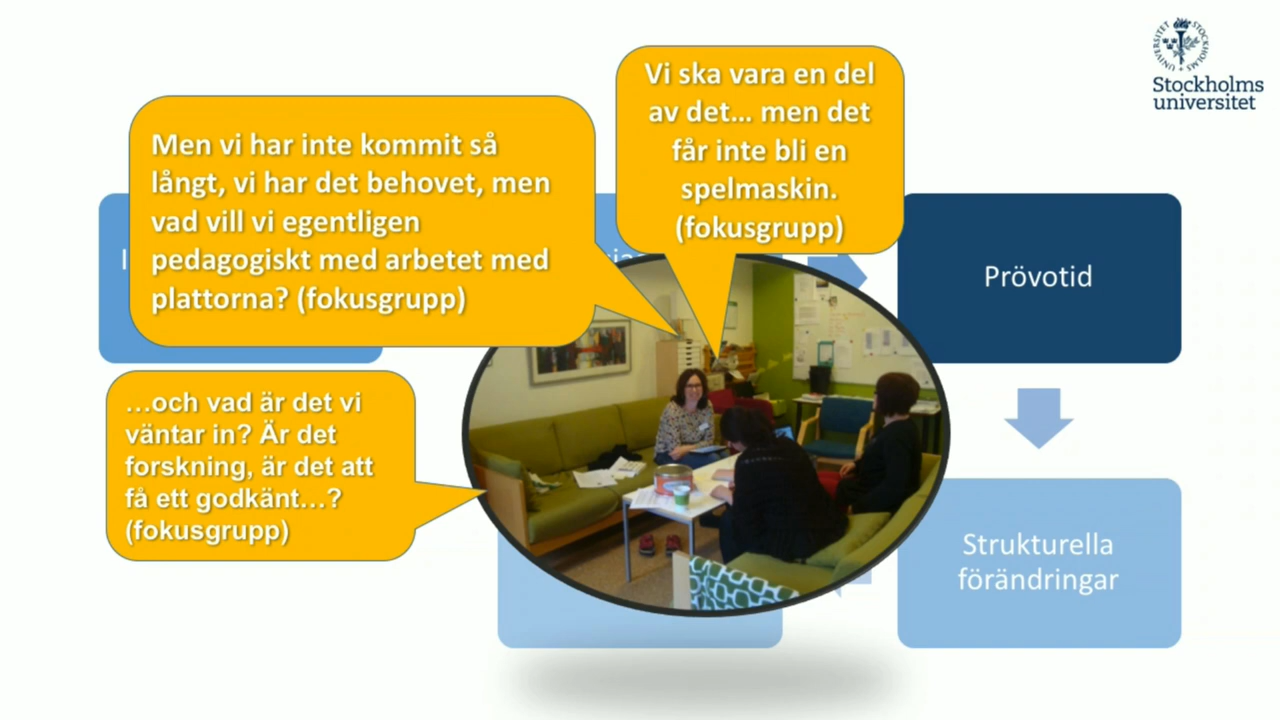 Stockholms
universitet
Vi ska vara en del
av det... men det
får inte bli en
spelmaskin.
(fokusgrupp)
Men vi har inte kommit så
långt, vi har det behovet, men
vad vill vi egentligen
pedagogiskt med arbetet med
plattorna? (fokusgrupp)
Prövotid
...och vad är det vi
väntar in? Är det
forskning, är det att
få ett godkänt...?
(fokusgrupp)
Strukturella
förändringar